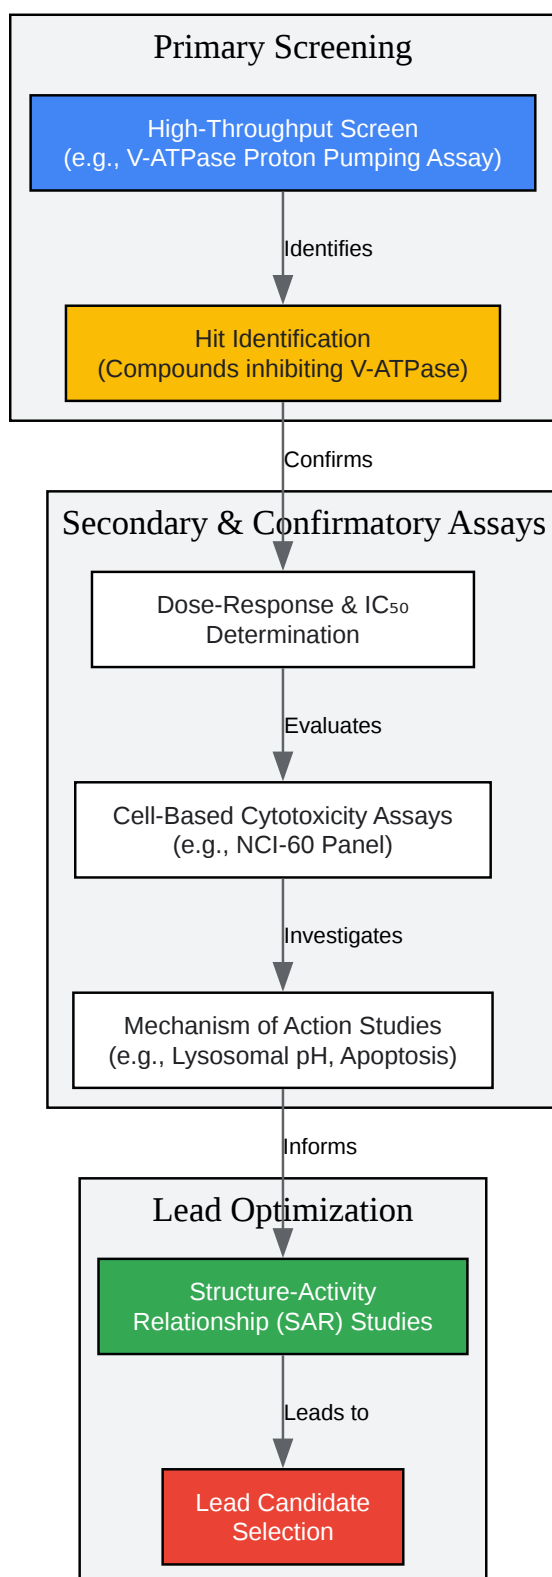 Primary Screening
High-Throughput Screen
(e.g., V-ATPase Proton Pumping Assay)
Identifies
Hit Identification
(Compounds inhibiting V-ATPase)
Confirms
Secondary & Confirmatory Assays
Dose-Response & IC₅₀
Determination
Evaluates
Cell-Based Cytotoxicity Assays
(e.g., NCI-60 Panel)
Investigates
Mechanism of Action Studies
(e.g., Lysosomal pH, Apoptosis)
Informs
Lead Optimization
Structure-Activity
Relationship (SAR) Studies
Leads to
Lead Candidate
Selection